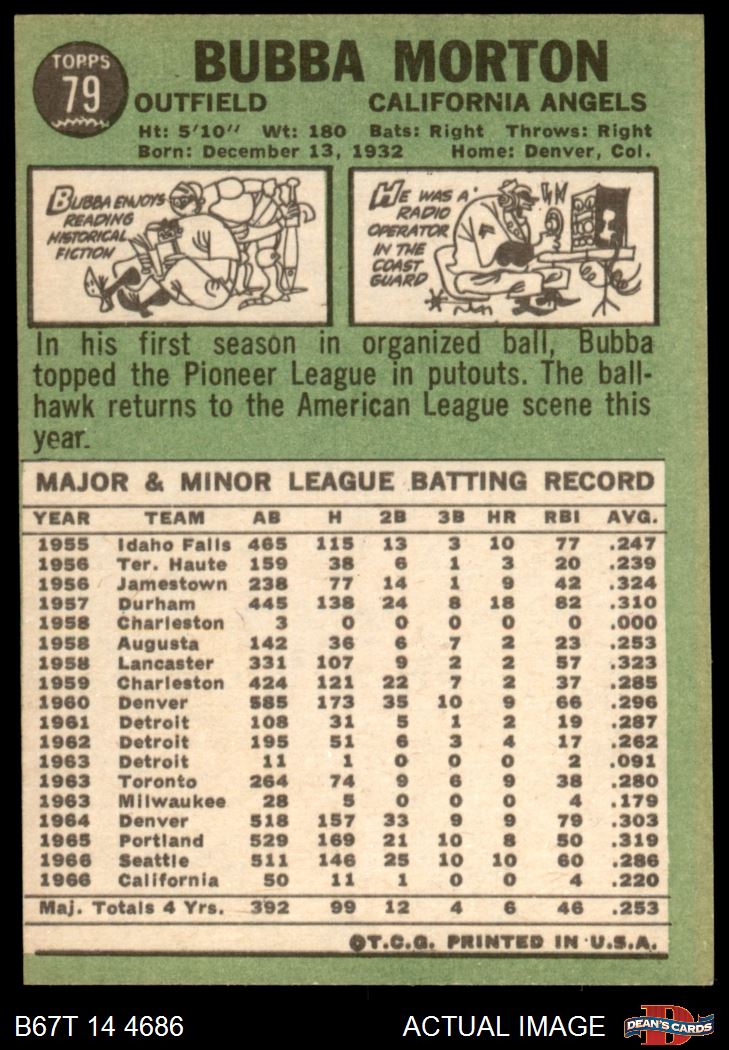 TOPPS
79
BUBBA MORTON
OUTFIELD CALIFORNIA ANGELS
Ht: 5'10" Wt: 180 Bats: Right Throws: Right
Born: December 13, 1932 Home: Denver, Col.
BUBBA ENJOYS
READING
HISTORICAL
FICTION
HE WAS A
RADIO
OPERATOR
IN THE
COAST
GUARD
In his first season in organized ball, Bubba
topped the Pioneer League in putouts. The ball-
hawk returns to the American League scene this
year.
MAJOR & MINOR LEAGUE BATTING RECORD
YEAR TEAM AB H 2B 3B HR RBI AVG.
1955 Idaho Falls 465 115 13 3 10 77 .247
1956 Ter. Haute 159 38 6 1 3 20 .239
1956 Jamestown 238 77 14 1 9 42 .324
1957 Durham 445 138 24 8 18 82 .310
1958 Charleston 3 0 0 0 0 0 .000
1958 Augusta 142 36 6 7 2 23 .253
1958 Lancaster 331 107 9 2 2 57 .323
1959 Charleston 424 121 22 7 2 37 .285
1960 Denver 585 173 35 10 9 66 .296
1961 Detroit 108 31 5 1 2 19 .287
1962 Detroit 195 51 6 3 4 17 .262
1963 Detroit 11 1 0 0 0 2 .091
1963 Toronto 264 74 9 6 9 38 .280
1963 Milwaukee 28 5 0 0 0 4 .179
1964 Denver 518 157 33 9 9 79 .303
1965 Portland 529 169 21 10 8 50 .319
1966 Seattle 511 146 25 10 10 60 .286
1966 California 50 11 1 0 0 4 .220
Maj. Totals 4 Yrs. 392 99 12 4 6 46 .253
©T.C.G. PRINTED IN U.S.A.
B67T 14 4686 ACTUAL IMAGE
DEAN'S CARDS